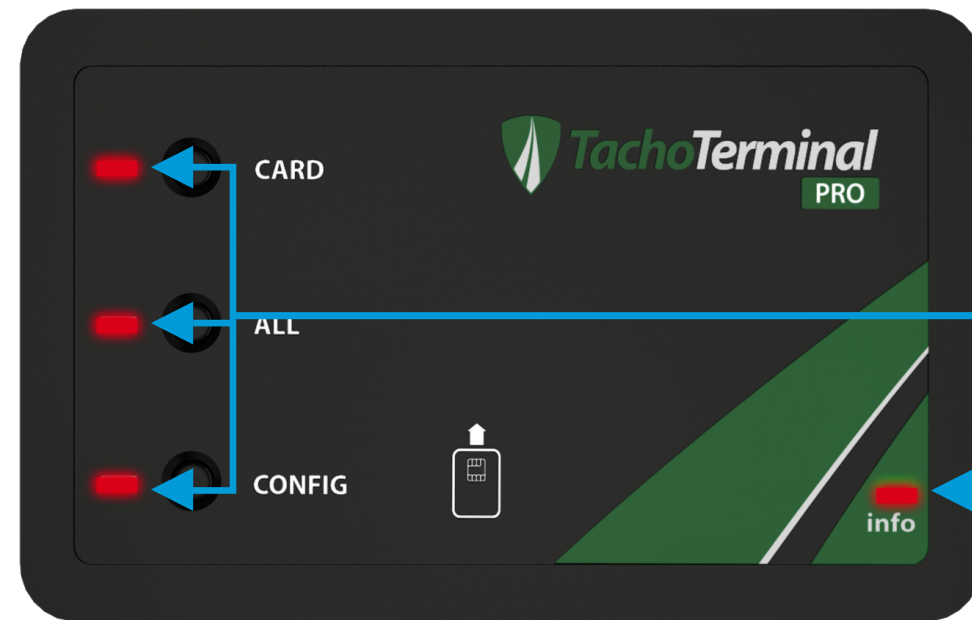 TachoTerminal
PRO
CARD
ALL
CONFIG
info